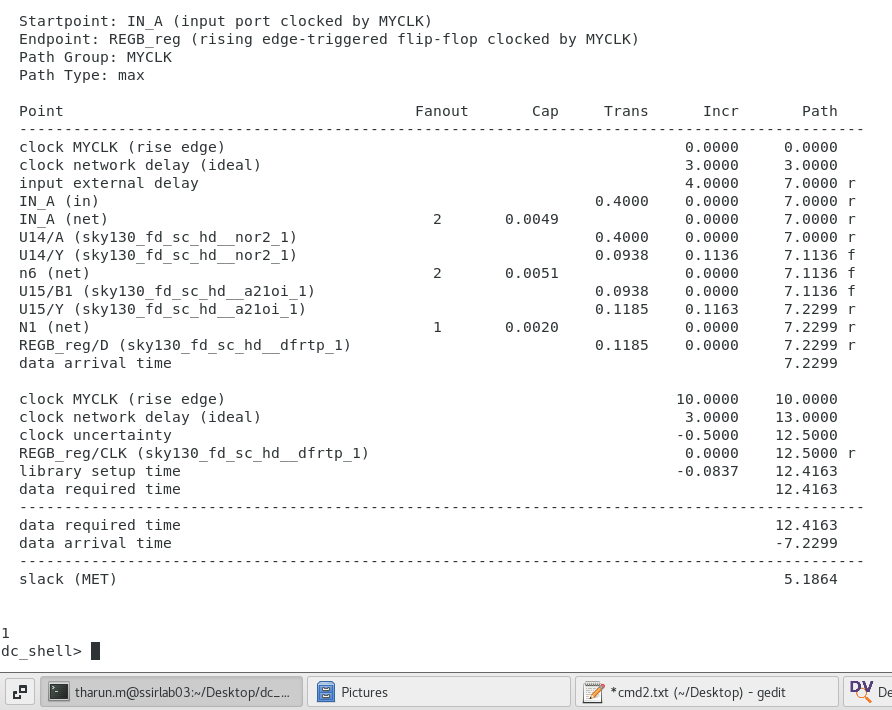 Startpoint: IN_A (input port clocked by MYCLK)
Endpoint: REGB_reg (rising edge-triggered flip-flop clocked by MYCLK)
Path Group: MYCLK
Path Type: max
Point Fanout Cap Trans Incr Path
-----------------------------------------------------------------------------------------------
clock MYCLK (rise edge) 0.0000 0.0000
clock network delay (ideal) 3.0000 3.0000
input external delay 4.0000 7.0000 r
IN_A (in) 0.4000 0.0000 7.0000 r
IN_A (net) 2 0.0049 0.0000 7.0000 r
U14/A (sky130_fd_sc_hd__nor2_1) 0.4000 0.0000 7.0000 r
U14/Y (sky130_fd_sc_hd__nor2_1) 0.0938 0.1136 7.1136 f
n6 (net) 2 0.0051 0.0000 7.1136 f
U15/B1 (sky130_fd_sc_hd__a21oi_1) 0.0938 0.0000 7.1136 f
U15/Y (sky130_fd_sc_hd__a21oi_1) 0.1185 0.1163 7.2299 r
N1 (net) 1 0.0020 0.0000 7.2299 r
REGB_reg/D (sky130_fd_sc_hd__dfrtp_1) 0.1185 0.0000 7.2299 r
data arrival time 7.2299
clock MYCLK (rise edge) 10.0000 10.0000
clock network delay (ideal) 3.0000 13.0000
clock uncertainty -0.5000 12.5000
REGB_reg/CLK (sky130_fd_sc_hd__dfrtp_1) 0.0000 12.5000 r
library setup time -0.0837 12.4163
data required time 12.4163
-----------------------------------------------------------------------------------------------
data required time 12.4163
data arrival time -7.2299
-----------------------------------------------------------------------------------------------
slack (MET) 5.1864
1
dc_shell>
tharun.m@ssirlab03:~/Desktop/dc_... Pictures *cmd2.txt (~/Desktop) - gedit DV De